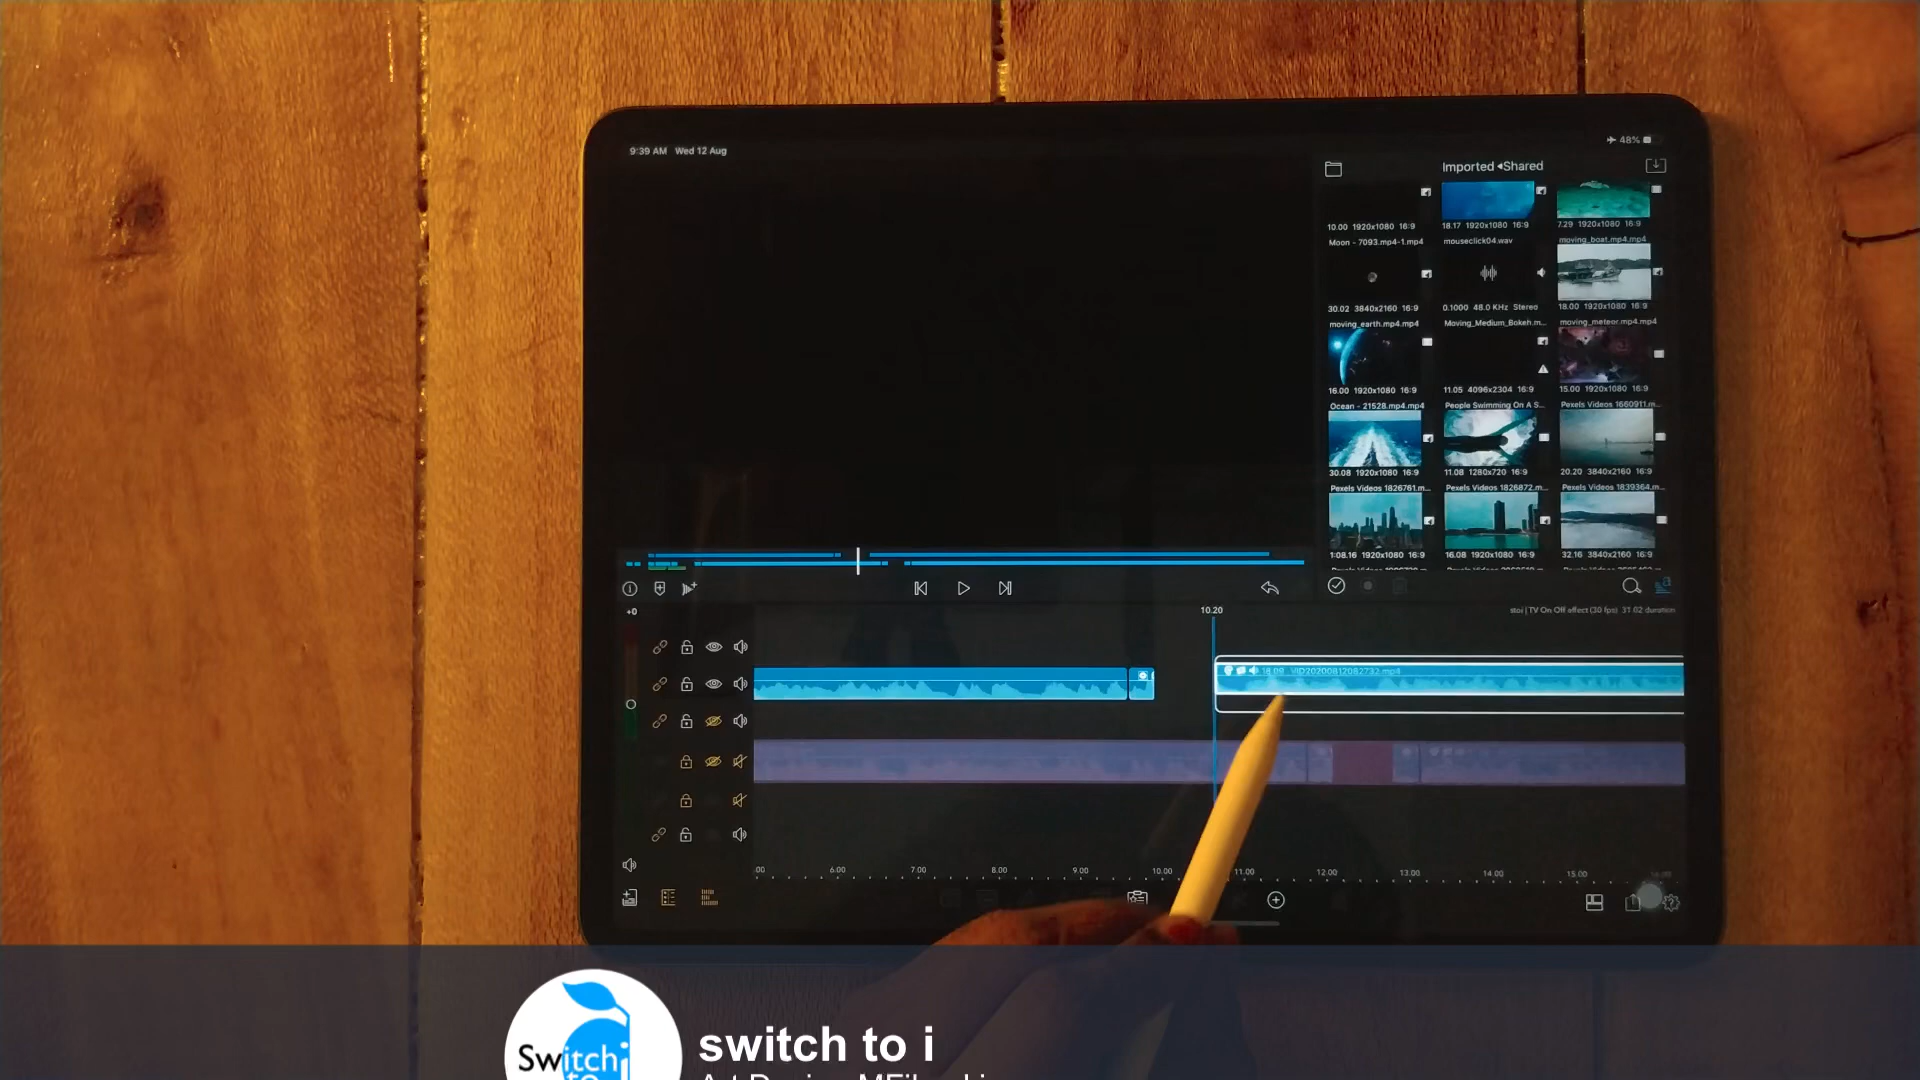 9:39 AM Wed 12 Aug
48%
Imported Shared
10.00 1920x1080 16:9
18.17 1920x1080 16:9
7.29 1920x1080 16:9
Moon - 7093.mp4-1.mp4
mouseclick04.wav
moving_boat.mp4.mp4
30.02 3840x2160 16:9
0.1000 48.0 KHz Stereo
18.00 1920x1080 16:9
moving_earth.mp4.mp4
Moving_Medium_Bokeh.m...
moving_meteor.mp4.mp4
16.00 1920x1080 16:9
11.05 4096x2304 16:9
15.00 1920x1080 16:9
Ocean - 21528.mp4.mp4
People Swimming On A S...
Pexels Videos 1660911.m...
30.08 1920x1080 16:9
11.08 1280x720 16:9
20.20 3840x2160 16:9
Pexels Videos 1826761.m...
Pexels Videos 1826872.m...
Pexels Videos 1839364.m...
1:08.16 1920x1080 16:9
16.08 1920x1080 16:9
32.16 3840x2160 16:9
+0
10.20
stoi | TV On Off affect (30 fps) 31.02 duration
18.09 - VID20200812082732.mp4
6.00 7.00 8.00 9.00 10.00 11.00 12.00 13.00 14.00 15.00
Switch
to
i
switch to i